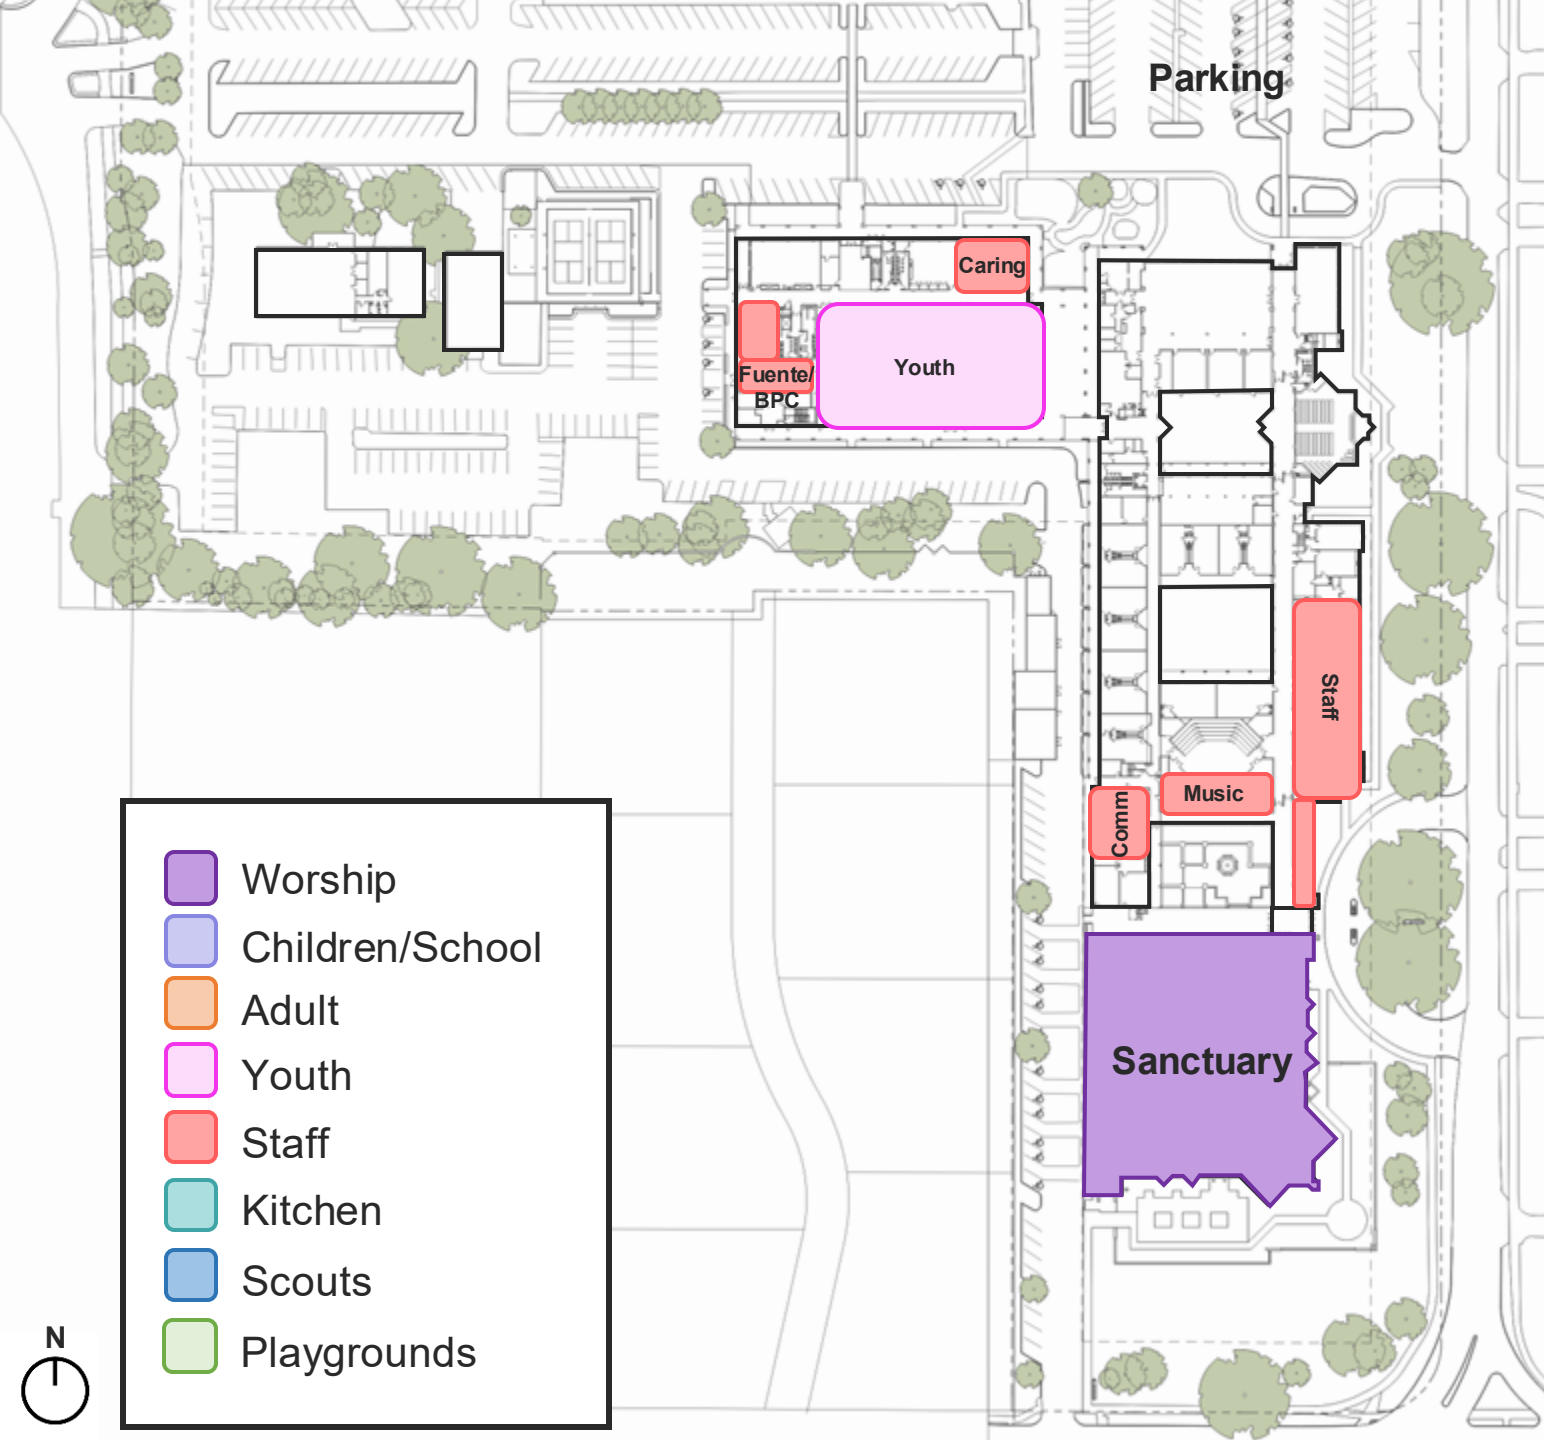 Parking
Caring
Fuente/
BPC
Youth
Staff
Music
Comm
Sanctuary
Worship
Children/School
Adult
Youth
Staff
Kitchen
Scouts
Playgrounds
N